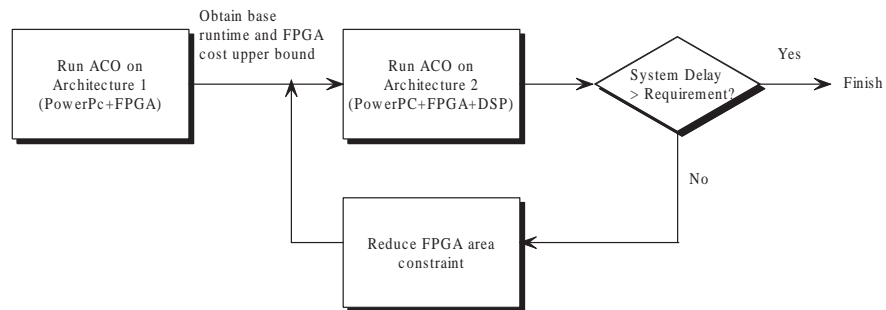 Obtain base
runtime and FPGA
cost upper bound
Run ACO on
Architecture 1
(PowerPc+FPGA)
Run ACO on
Architecture 2
(PowerPC+FPGA+DSP)
System Delay
> Requirement?
Yes
Finish
No
Reduce FPGA area
constraint